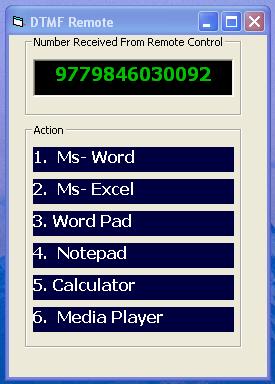 DTMF Remote
Number Received From Remote Control
9779846030092
Action
1. Ms- Word
2. Ms- Excel
3. Word Pad
4. Notepad
5. Calculator
6. Media Player